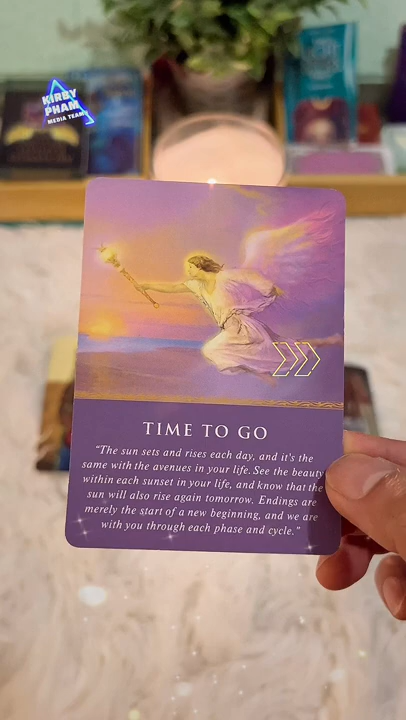 KIRBY
PHAM
MEDIA TEAM
TIME TO GO
"The sun sets and rises each day, and it's the
same with the avenues in your life. See the beauty
within each sunset in your life, and know that the
sun will also rise again tomorrow. Endings are
merely the start of a new beginning, and we are
with you through each phase and cycle."